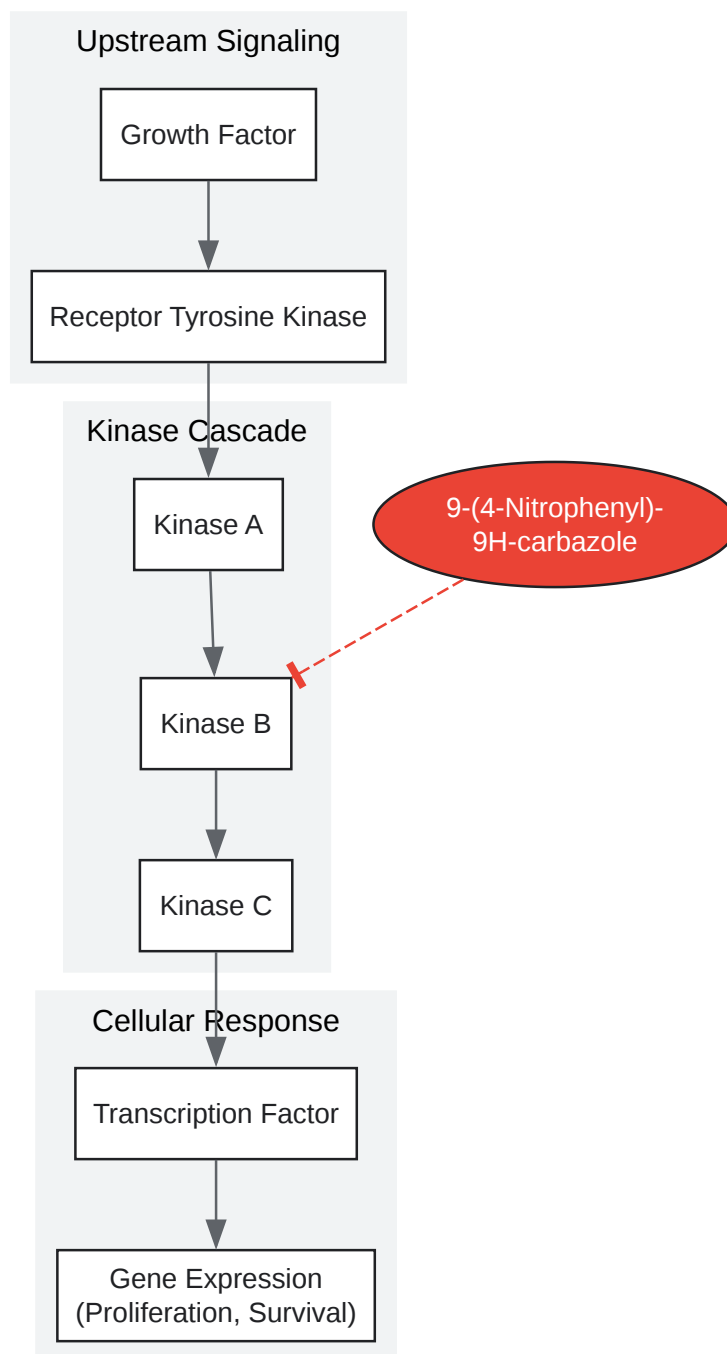 Upstream Signaling
Growth Factor
Receptor Tyrosine Kinase
Kinase Cascade
Kinase A
9-(4-Nitrophenyl)-
9H-carbazole
Kinase B
Kinase C
Cellular Response
Transcription Factor
Gene Expression
(Proliferation, Survival)